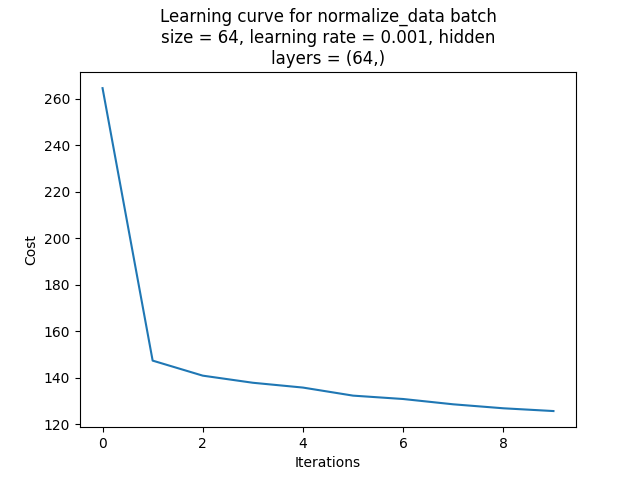 Learning curve for normalize_data batch
size = 64, learning rate = 0.001, hidden
layers = (64,)
260
240
220
200
180
160
140
120
Cost
0 2 4 6 8
Iterations